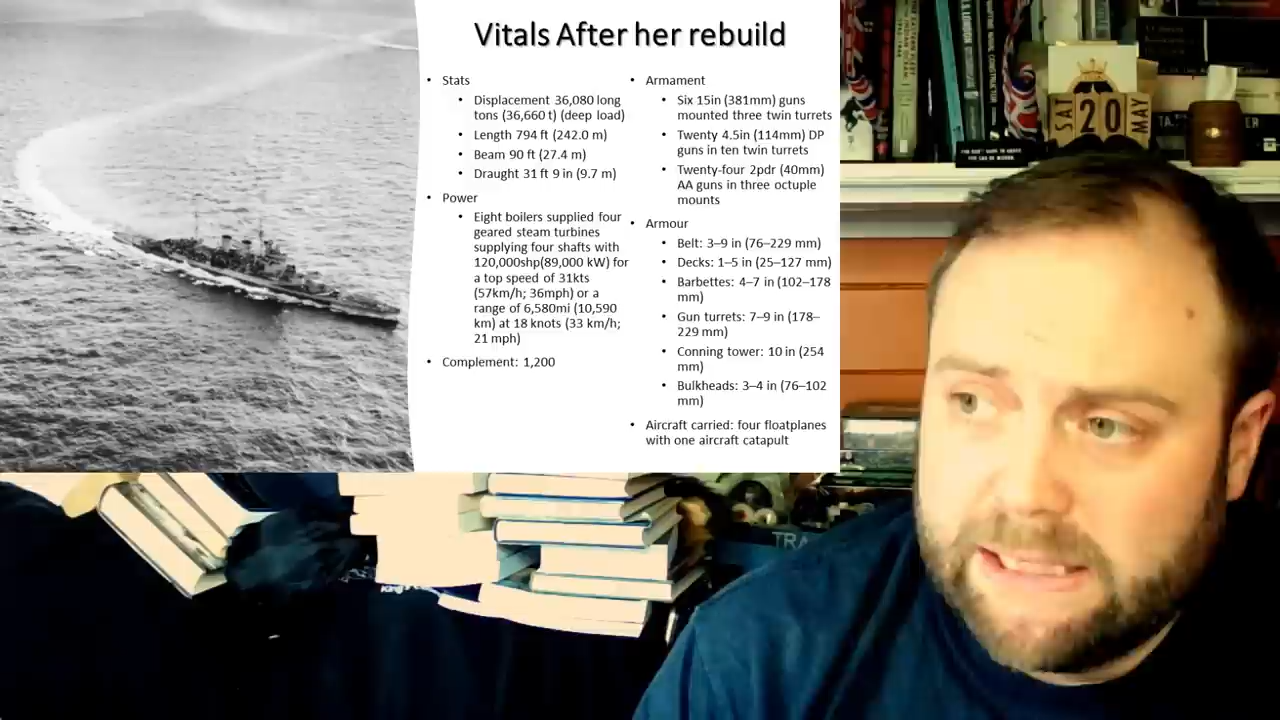 Vitals After her rebuild
• Stats
• Displacement 36,080 long
tons (36,660 t) (deep load)
• Length 794 ft (242.0 m)
• Beam 90 ft (27.4 m)
• Draught 31 ft 9 in (9.7 m)
• Power
• Eight boilers supplied four
geared steam turbines
supplying four shafts with
120,000shp(89,000 kW) for
a top speed of 31kts
(57km/h; 36mph) or a
range of 6,580mi (10,590
km) at 18 knots (33 km/h;
21 mph)
• Complement: 1,200
• Armament
• Six 15in (381mm) guns
mounted three twin turrets
• Twenty 4.5in (114mm) DP
guns in ten twin turrets
• Twenty-four 2pdr (40mm)
AA guns in three octuple
mounts
• Armour
• Belt: 3–9 in (76–229 mm)
• Decks: 1–5 in (25–127 mm)
• Barbettes: 4–7 in (102–178
mm)
• Gun turrets: 7–9 in (178–
229 mm)
• Conning tower: 10 in (254
mm)
• Bulkheads: 3–4 in (76–102
mm)
• Aircraft carried: four floatplanes
with one aircraft catapult
SAT 20 MAY
TRA